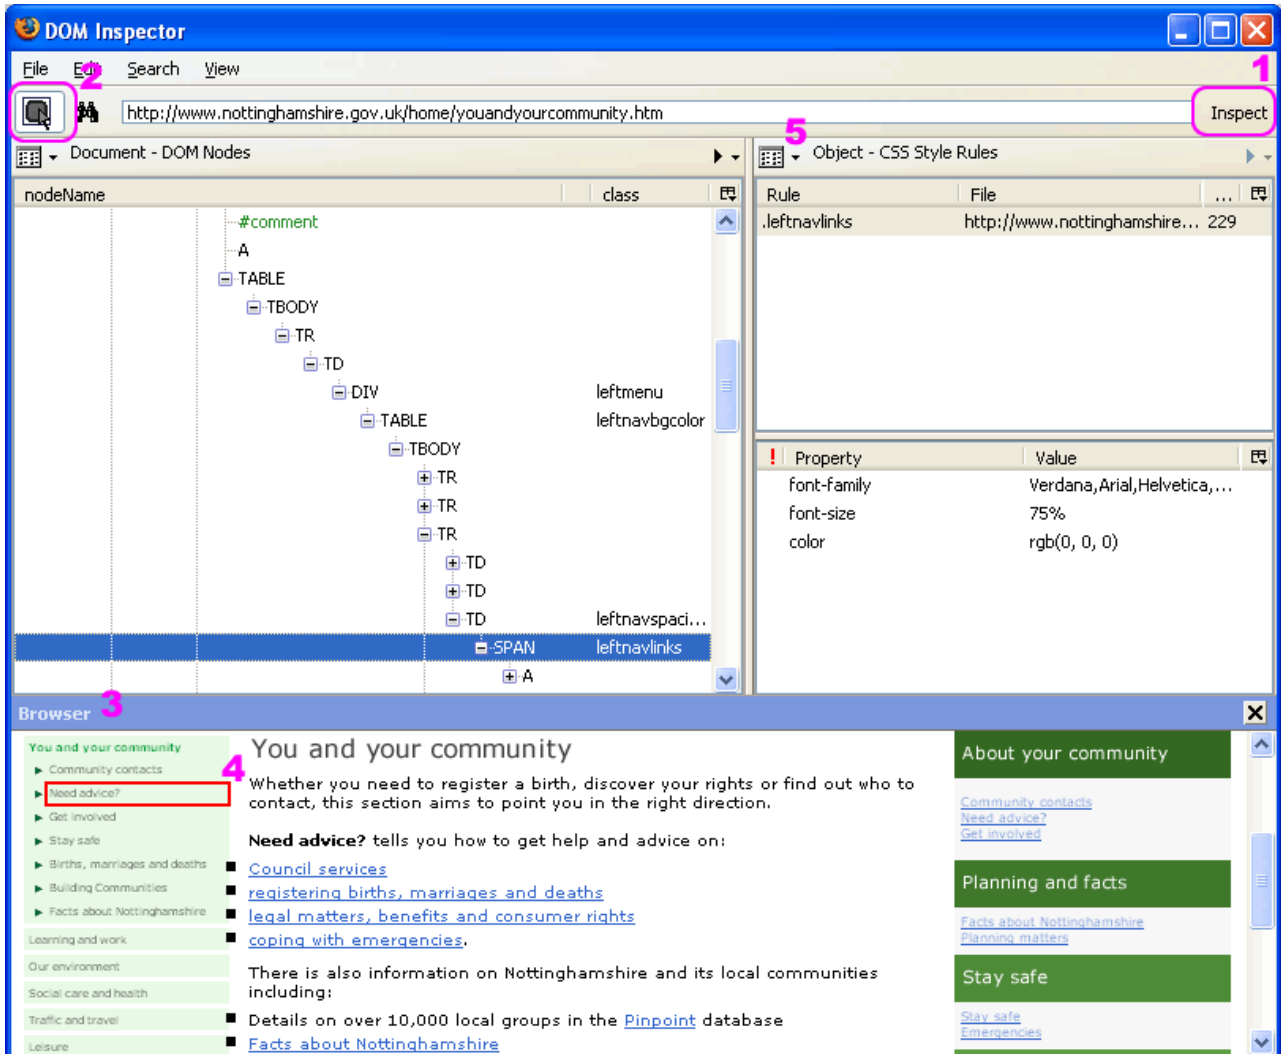 DOM Inspector
File Edit Search View
1
2
http://www.nottinghamshire.gov.uk/home/youandyourcommunity.htm
Inspect
5
Document - DOM Nodes
Object - CSS Style Rules
nodeName class
Rule File ...
#comment
.leftnavlinks http://www.nottinghamshire... 229
A
TABLE
TBODY
TR
TD
DIV leftmenu
TABLE leftnavbgcolor
TBODY
! Property Value
TR
font-family Verdana,Arial,Helvetica,...
TR
font-size 75%
TR
color rgb(0, 0, 0)
TD
TD
TD leftnavspaci...
SPAN leftnavlinks
A
Browser 3
You and your community
Community contacts
4
Need advice?
Get involved
Stay safe
Births, marriages and deaths
Building Communities
Facts about Nottinghamshire
Learning and work
Our environment
Social care and health
Traffic and travel
Leisure
You and your community
Whether you need to register a birth, discover your rights or find out who to
contact, this section aims to point you in the right direction.
Need advice? tells you how to get help and advice on:
Council services
registering births, marriages and deaths
legal matters, benefits and consumer rights
coping with emergencies.
There is also information on Nottinghamshire and its local communities
including:
Details on over 10,000 local groups in the Pinpoint database
Facts about Nottinghamshire
About your community
Community contacts
Need advice?
Get involved
Planning and facts
Facts about Nottinghamshire
Planning matters
Stay safe
Stay safe
Emergencies